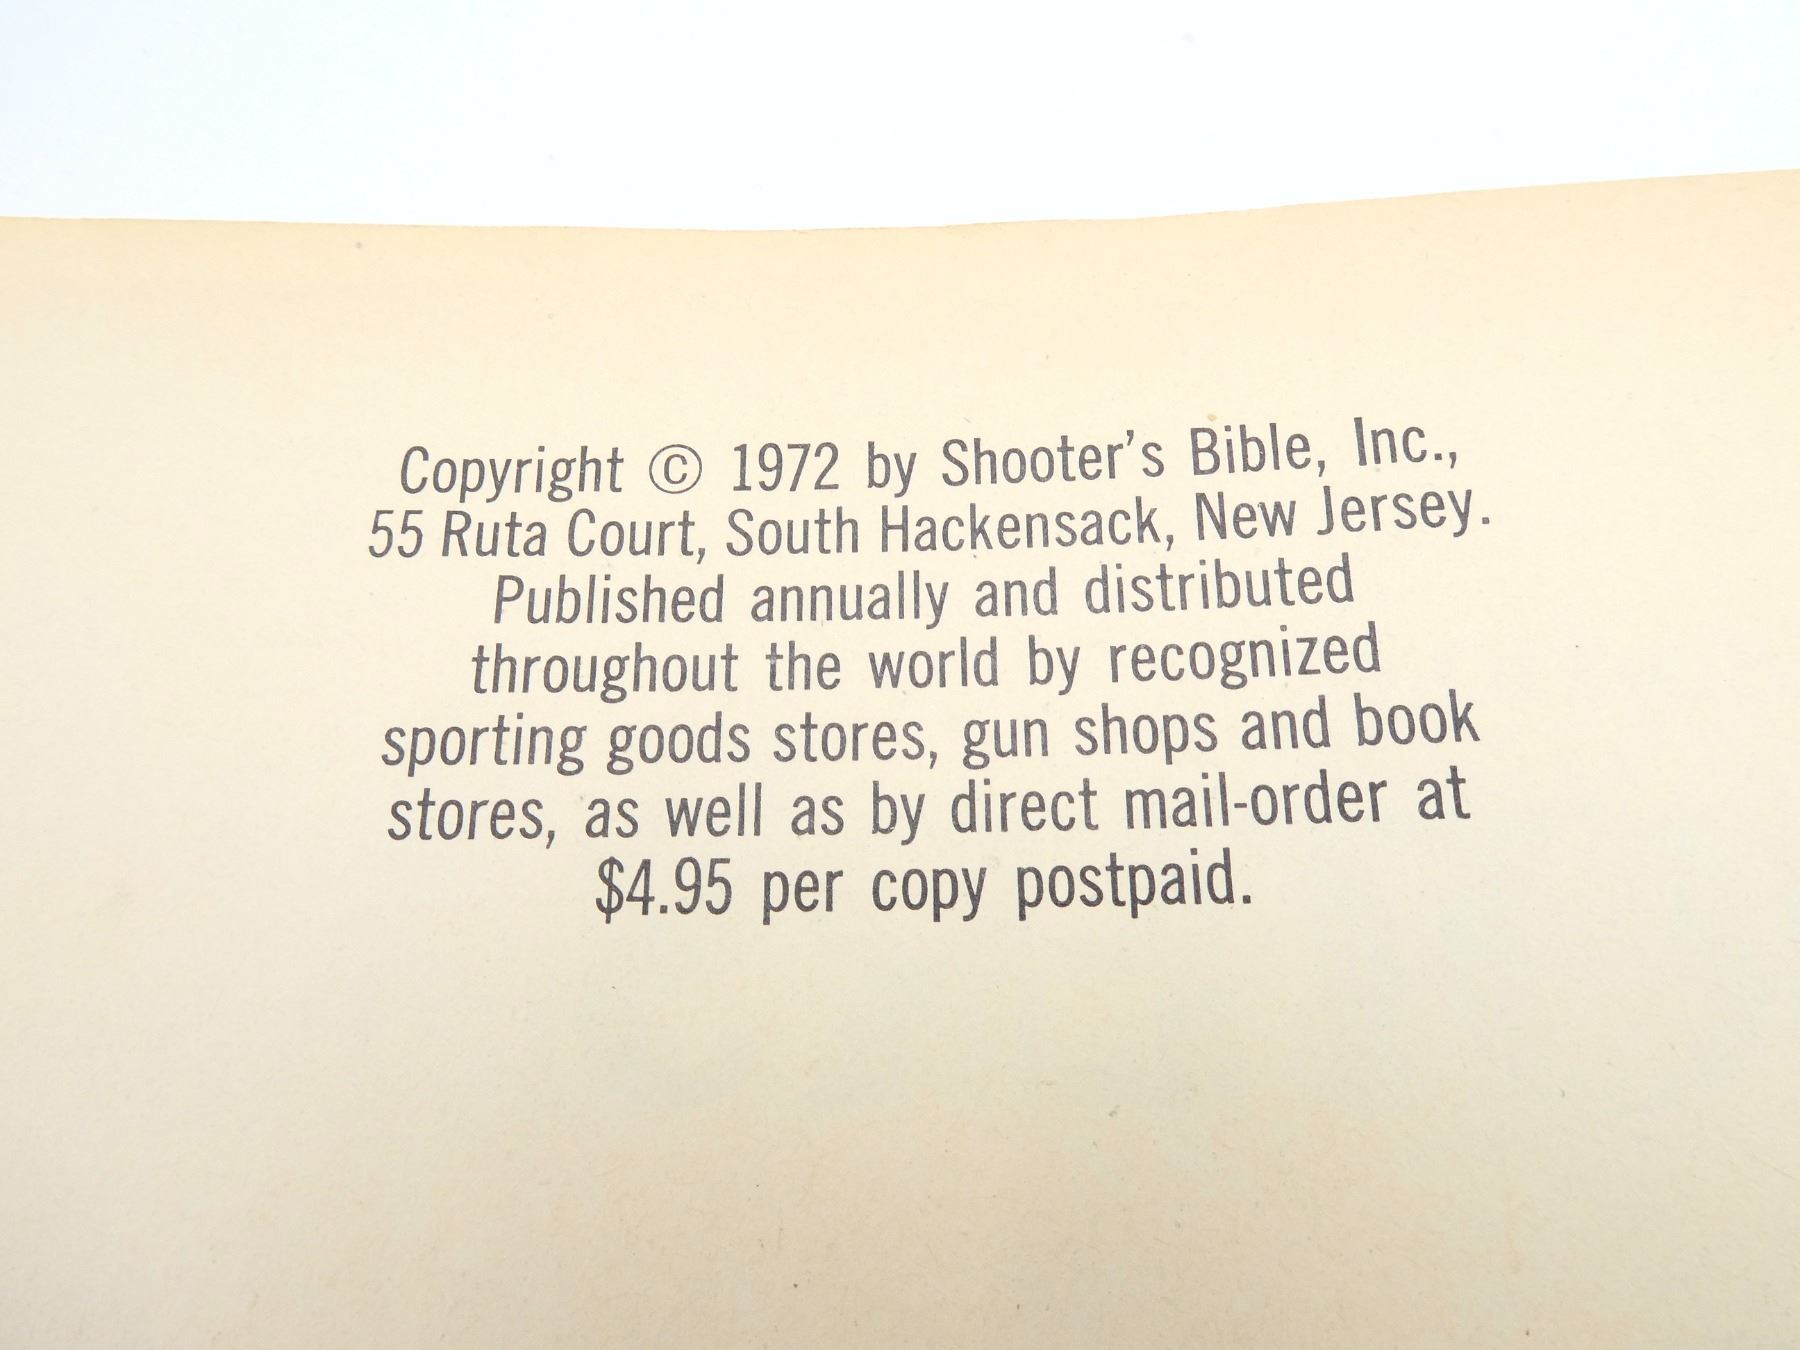 Copyright © 1972 by Shooter's Bible, Inc.,
55 Ruta Court, South Hackensack, New Jersey.
Published annually and distributed
throughout the world by recognized
sporting goods stores, gun shops and book
stores, as well as by direct mail-order at
$4.95 per copy postpaid.